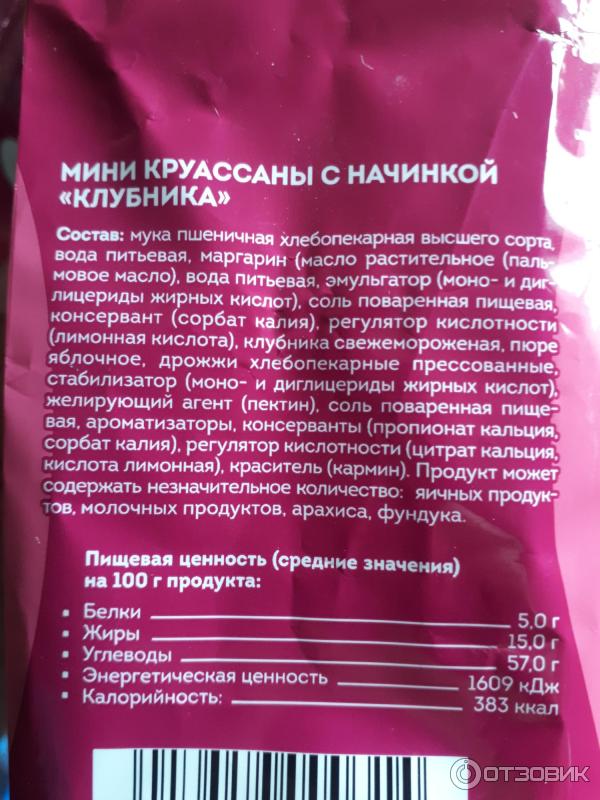 МИНИ КРУАССАНЫ С НАЧИНКОЙ
«КЛУБНИКА»
Состав: мука пшеничная хлебопекарная высшего сорта,
вода питьевая, маргарин (масло растительное (паль-
мовое масло), вода питьевая, эмульгатор (моно- и диг-
лицериды жирных кислот), соль поваренная пищевая,
консервант (сорбат калия), регулятор кислотности
(лимонная кислота), клубника свежемороженая, пюре
яблочное, дрожжи хлебопекарные прессованные,
стабилизатор (моно- и диглицериды жирных кислот),
желирующий агент (пектин), соль поваренная пище-
вая, ароматизаторы, консерванты (пропионат кальция,
сорбат калия), регулятор кислотности (цитрат кальция,
кислота лимонная), краситель (кармин). Продукт может
содержать незначительное количество: яичных продук-
тов, молочных продуктов, арахиса, фундука.
Пищевая ценность (средние значения)
на 100 г продукта:
▪ Белки 5,0 г
▪ Жиры 15,0 г
▪ Углеводы 57,0 г
▪ Энергетическая ценность 1609 кДж
▪ Калорийность: 383 ккал
ОТЗОВИК